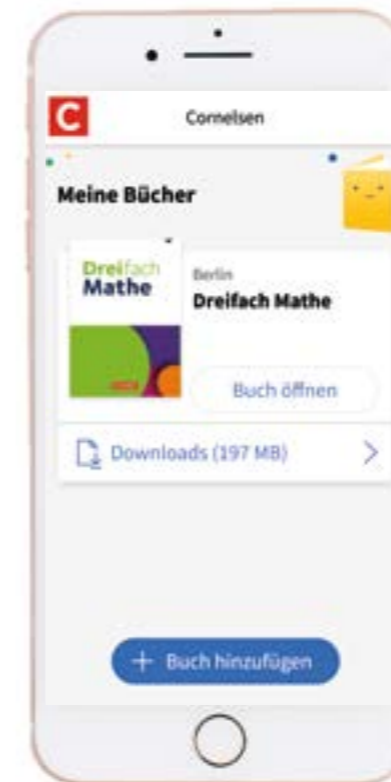 C
Cornelsen
Meine Bücher
Dreifach
Mathe
Berlin
Dreifach Mathe
Buch öffnen
Downloads (197 MB)
+ Buch hinzufügen